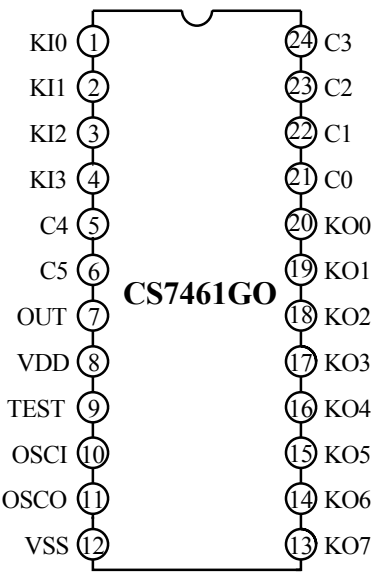 KI0 1 24 C3
KI1 2 23 C2
KI2 3 22 C1
KI3 4 21 C0
C4 5 20 KO0
C5 6 19 KO1
CS7461GO
OUT 7 18 KO2
VDD 8 17 KO3
TEST 9 16 KO4
OSCI 10 15 KO5
OSCO 11 14 KO6
VSS 12 13 KO7